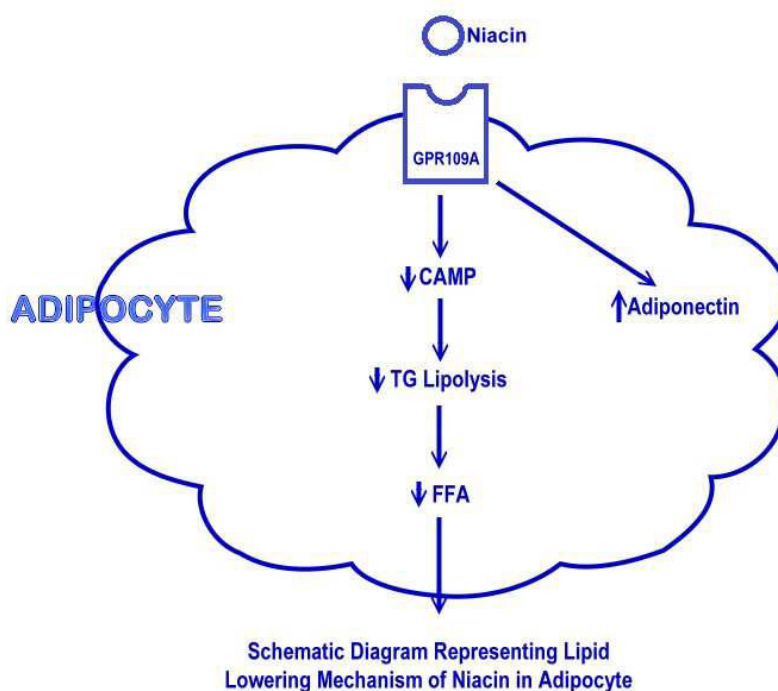 Niacin
GPR109A
↓ CAMP
↑ Adiponectin
ADIPOCYTE
↓ TG Lipolysis
↓ FFA
Schematic Diagram Representing Lipid
Lowering Mechanism of Niacin in Adipocyte